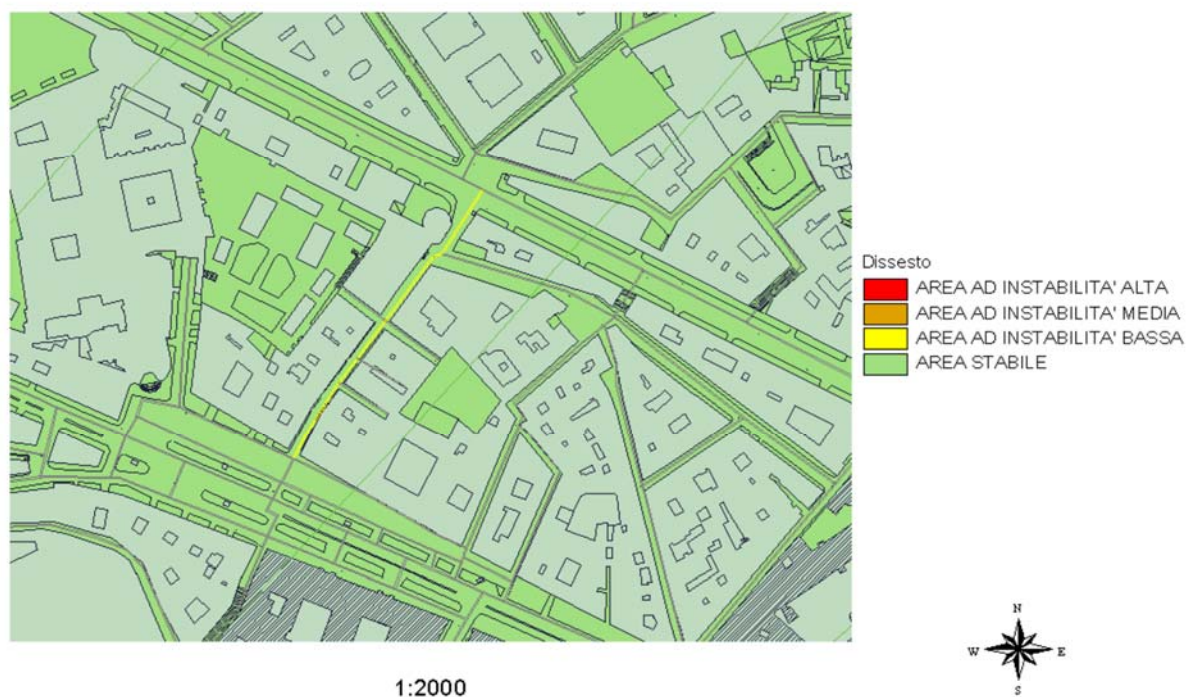 Dissesto
AREA AD INSTABILITA' ALTA
AREA AD INSTABILITA' MEDIA
AREA AD INSTABILITA' BASSA
AREA STABILE
N
W E
S
1:2000